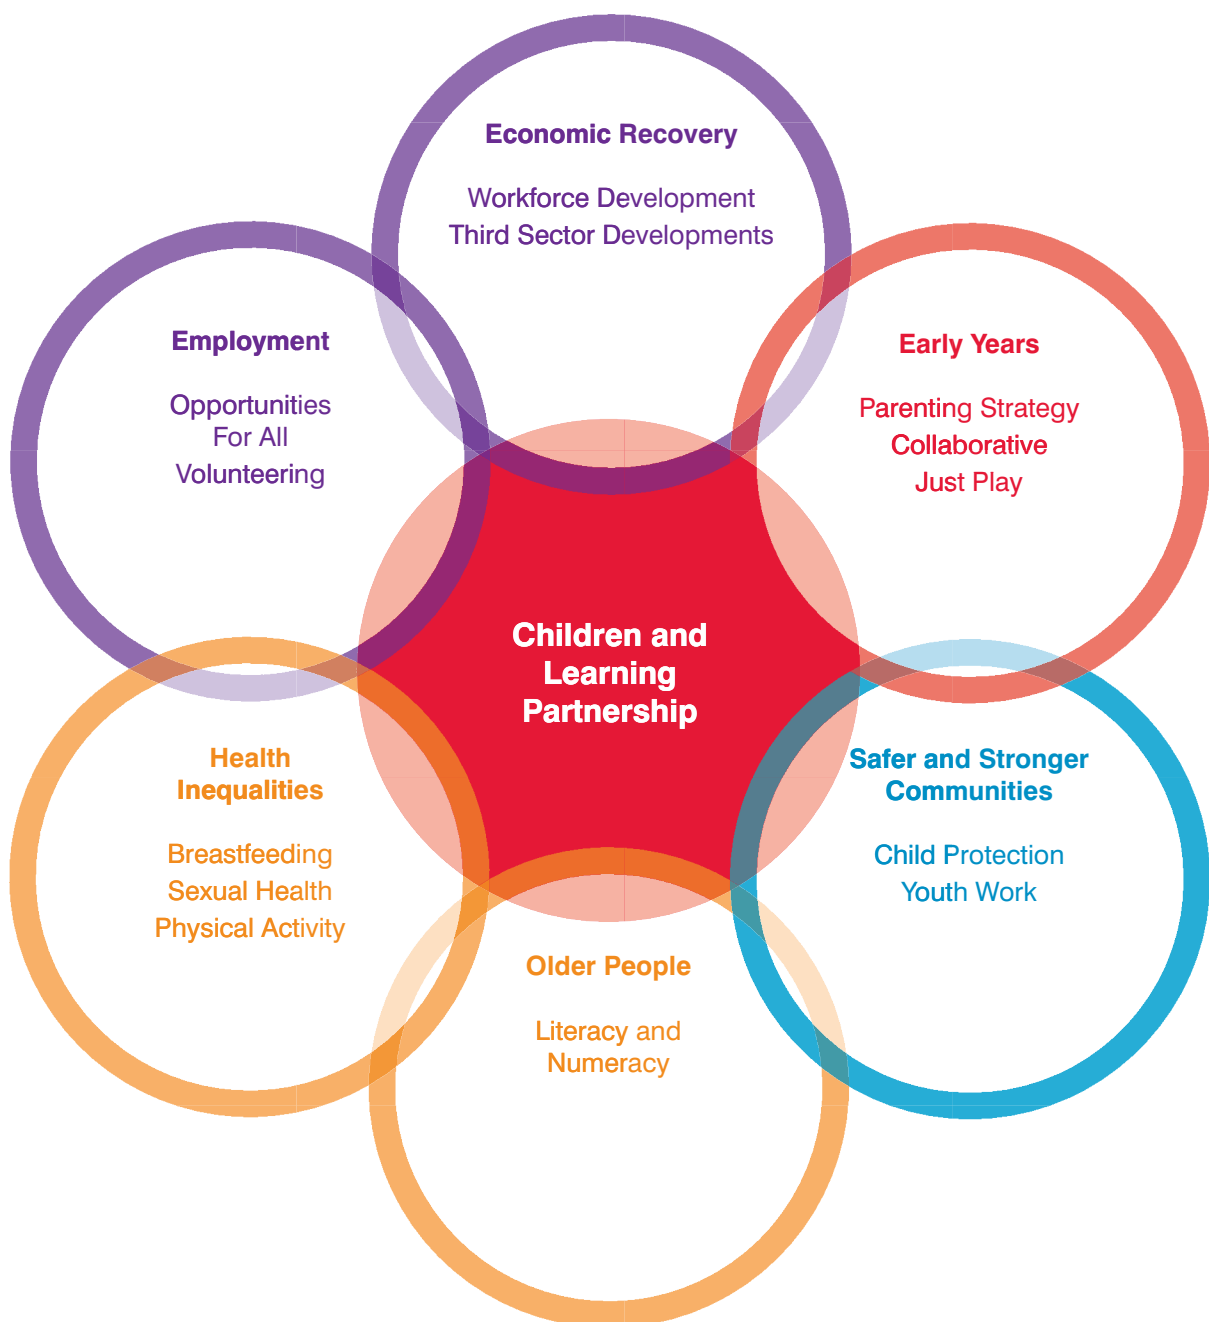 Economic Recovery
Workforce Development
Third Sector Developments
Employment
Opportunities
For All
Volunteering
Early Years
Parenting Strategy
Collaborative
Just Play
Children and
Learning
Partnership
Health
Inequalities
Breastfeeding
Sexual Health
Physical Activity
Safer and Stronger
Communities
Child Protection
Youth Work
Older People
Literacy and
Numeracy